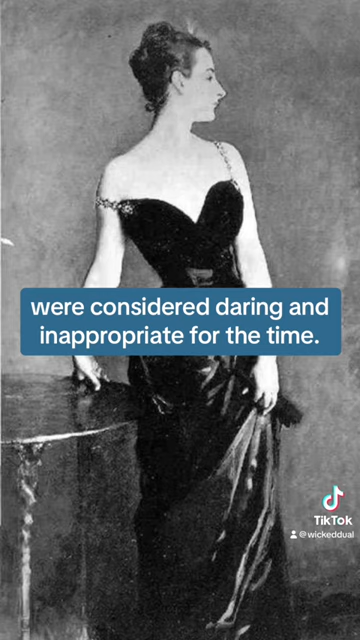 were considered daring and
inappropriate for the time.
TikTok
@wickeddual